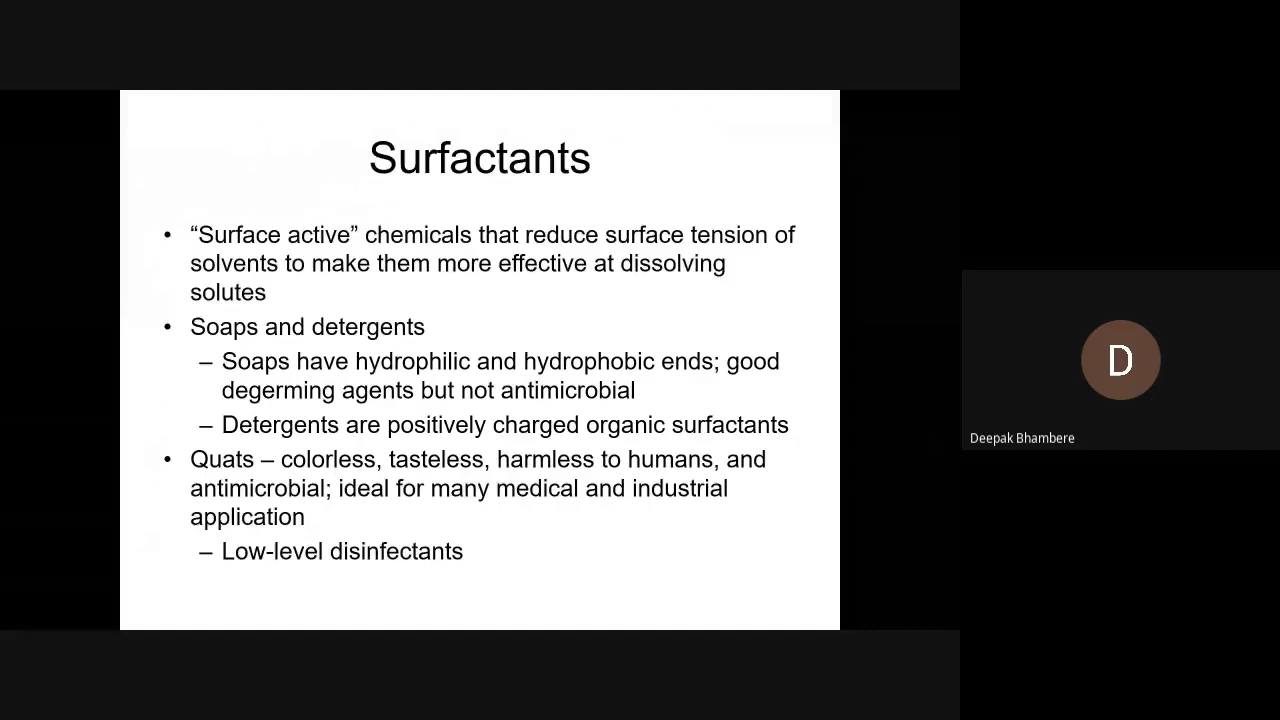 Surfactants
• “Surface active” chemicals that reduce surface tension of
solvents to make them more effective at dissolving
solutes
• Soaps and detergents
– Soaps have hydrophilic and hydrophobic ends; good
degerming agents but not antimicrobial
– Detergents are positively charged organic surfactants
• Quats – colorless, tasteless, harmless to humans, and
antimicrobial; ideal for many medical and industrial
application
– Low-level disinfectants
D
Deepak Bhambere